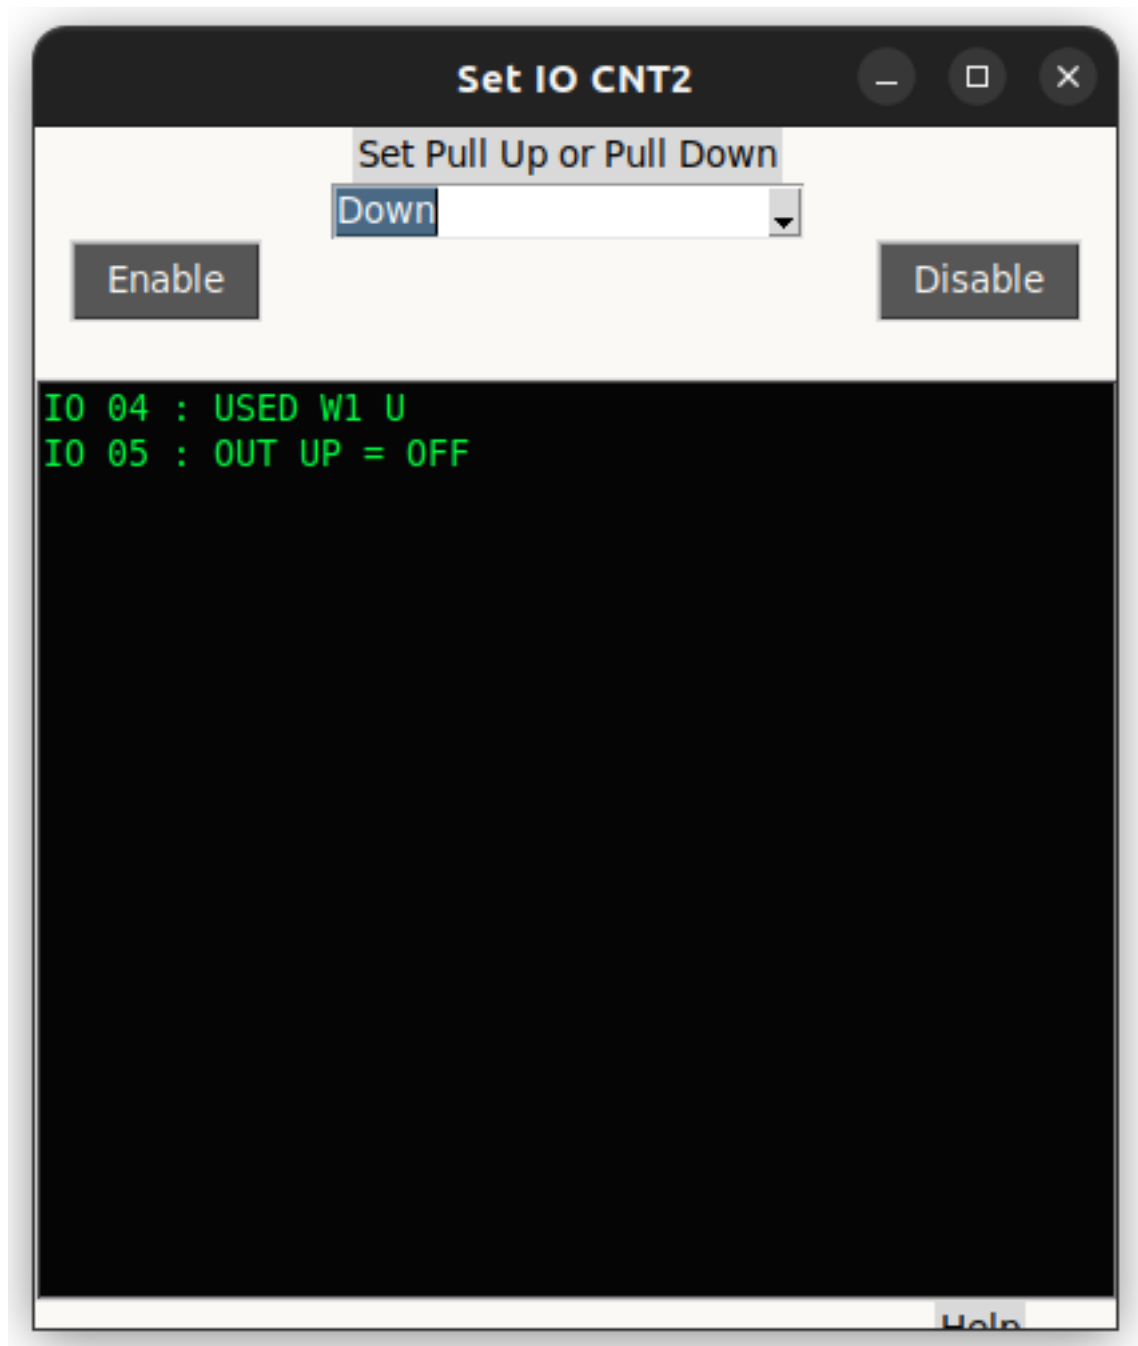 Set IO CNT2
Set Pull Up or Pull Down
Down
Enable
Disable
IO 04 : USED W1 U
IO 05 : OUT UP = OFF
Help